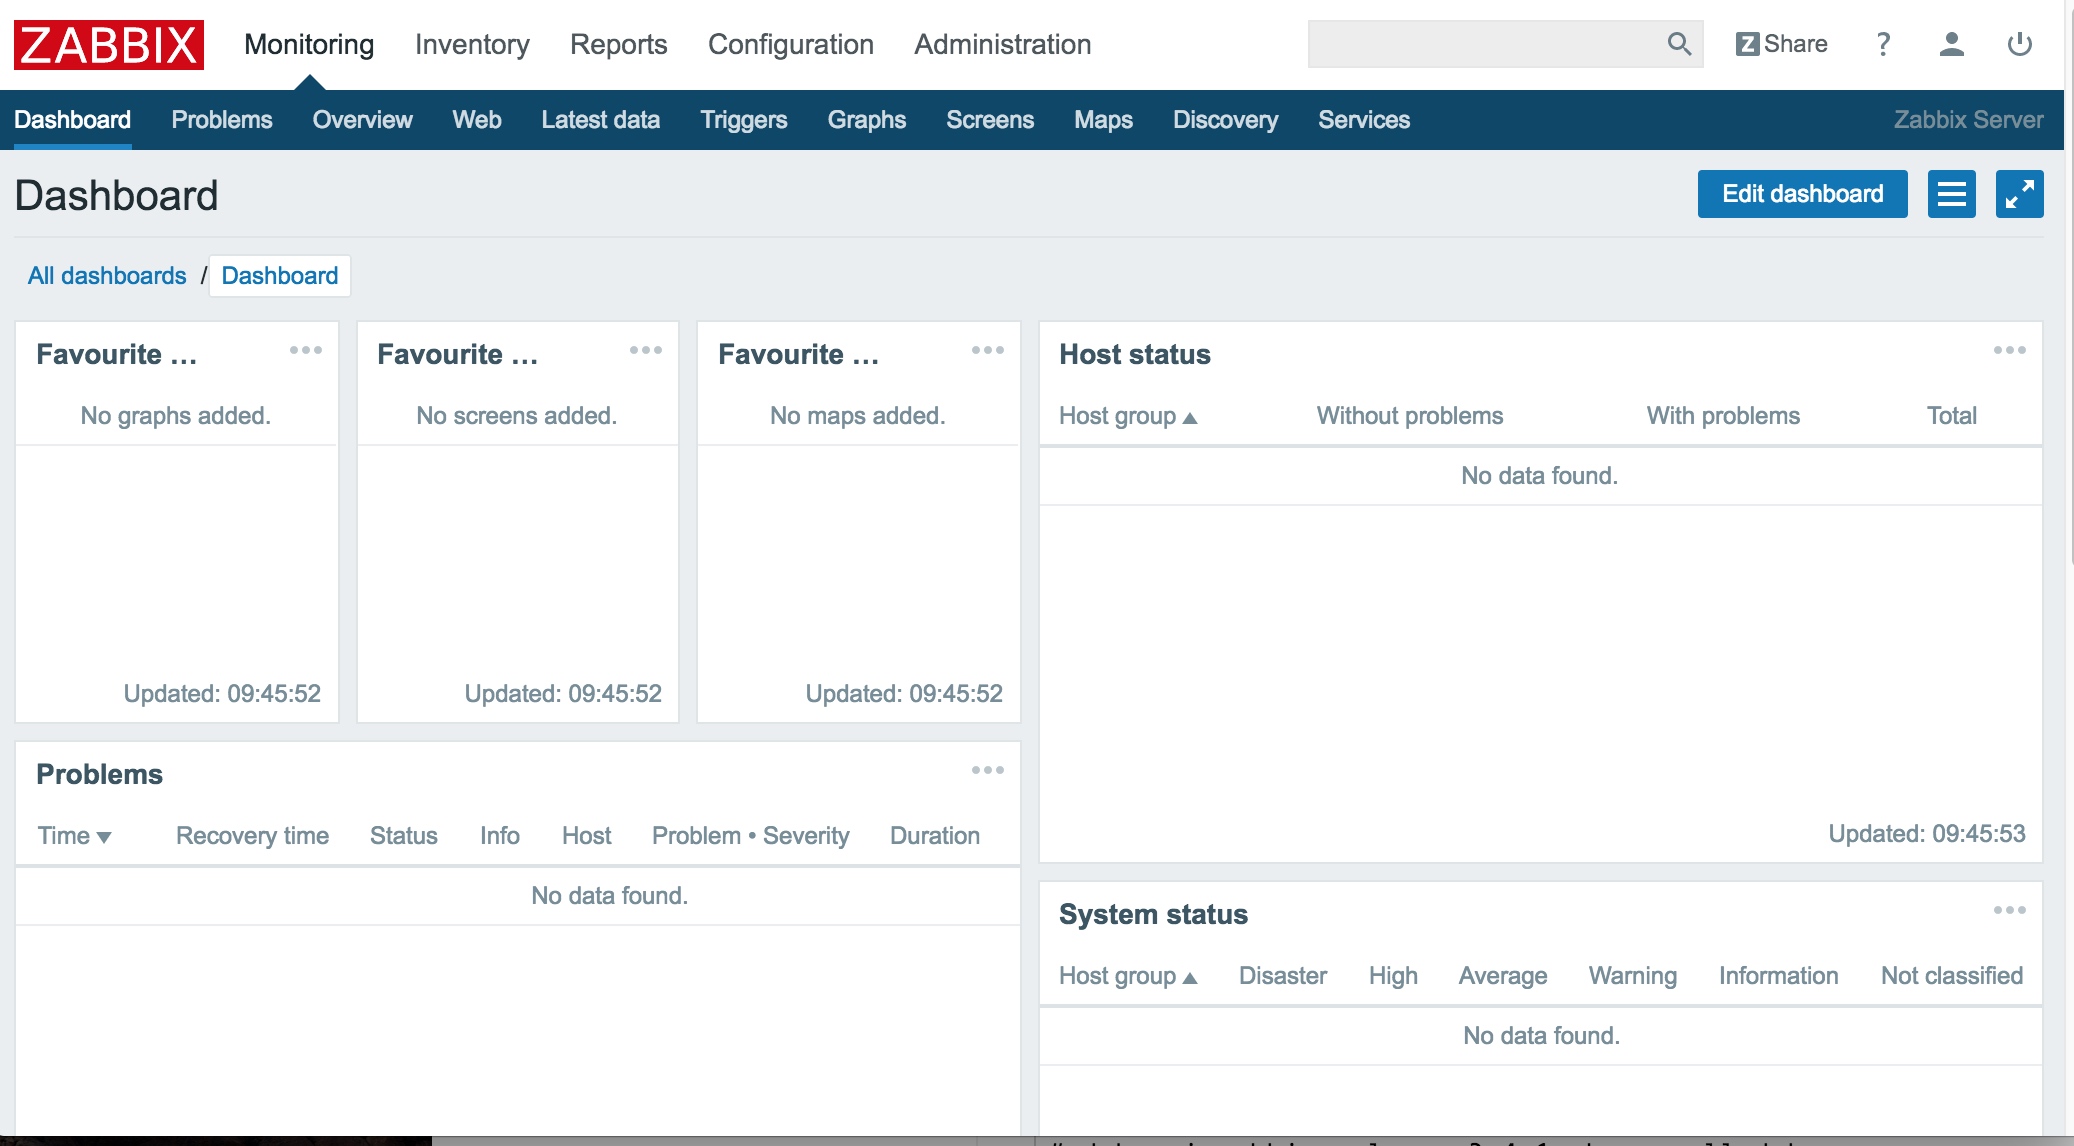 ZABBIX Monitoring Inventory Reports Configuration Administration Z Share ?
Dashboard Problems Overview Web Latest data Triggers Graphs Screens Maps Discovery Services Zabbix Server
Dashboard Edit dashboard
All dashboards / Dashboard
Favourite ...
No graphs added.
Updated: 09:45:52
Favourite ...
No screens added.
Updated: 09:45:52
Favourite ...
No maps added.
Updated: 09:45:52
Host status
Host group ▲ Without problems With problems Total
No data found.
Updated: 09:45:53
Problems
Time ▼ Recovery time Status Info Host Problem • Severity Duration
No data found.
System status
Host group ▲ Disaster High Average Warning Information Not classified
No data found.